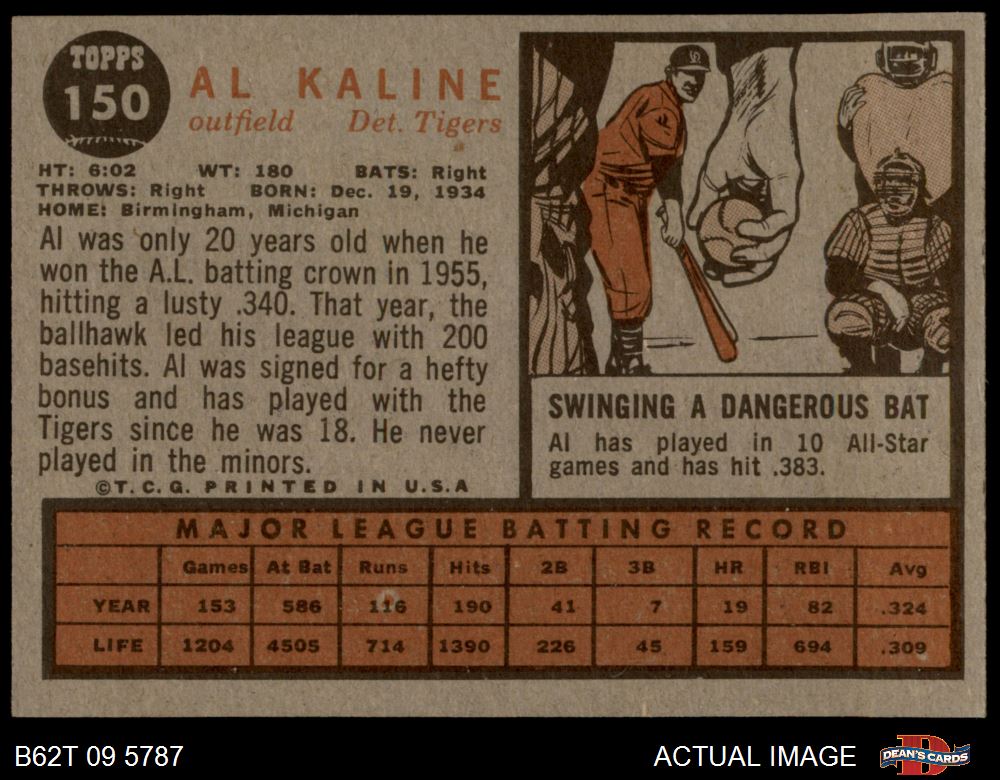 TOPPS
150
AL KALINE
outfield Det. Tigers
HT: 6:02 WT: 180 BATS: Right
THROWS: Right BORN: Dec. 19, 1934
HOME: Birmingham, Michigan
Al was only 20 years old when he
won the A.L. batting crown in 1955,
hitting a lusty .340. That year, the
ballhawk led his league with 200
basehits. Al was signed for a hefty
bonus and has played with the
Tigers since he was 18. He never
played in the minors.
©T.C.G. PRINTED IN U.S.A
SWINGING A DANGEROUS BAT
Al has played in 10 All-Star
games and has hit .383.
MAJOR LEAGUE BATTING RECORD
Games At Bat Runs Hits 2B 3B HR RBI Avg
YEAR 153 586 116 190 41 7 19 82 .324
LIFE 1204 4505 714 1390 226 45 159 694 .309
B62T 09 5787 ACTUAL IMAGE DEAN'S CARDS